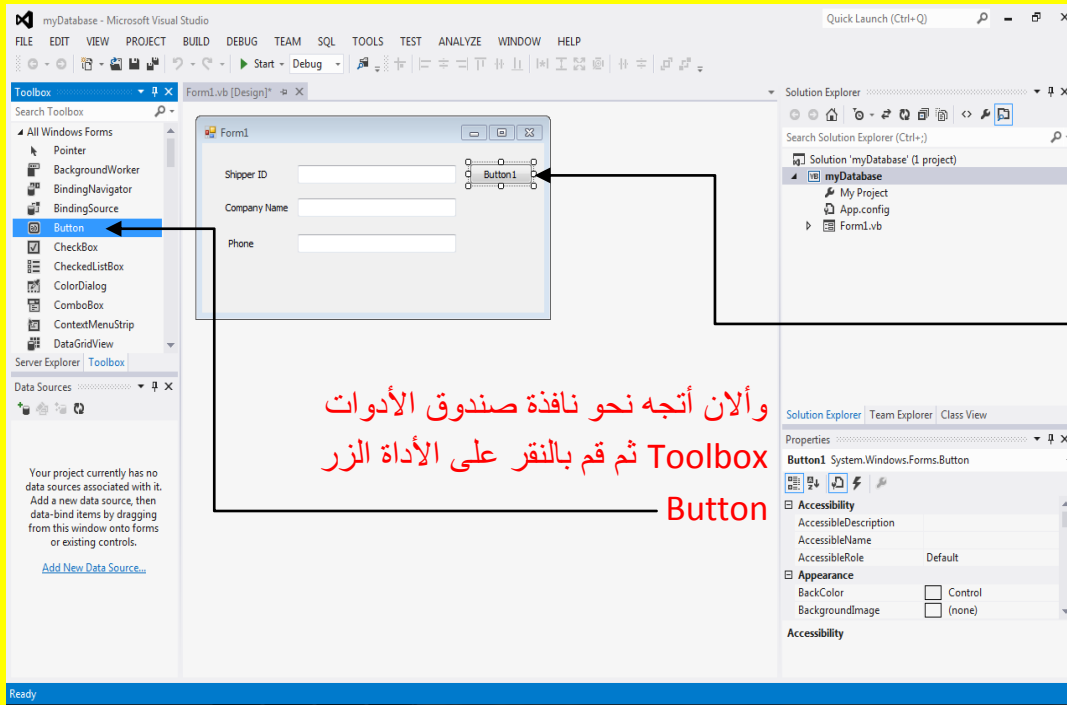 myDatabase - Microsoft Visual Studio
Quick Launch (Ctrl+Q)
FILE EDIT VIEW PROJECT BUILD DEBUG TEAM SQL TOOLS TEST ANALYZE WINDOW HELP
Start Debug
Toolbox
Search Toolbox
All Windows Forms
Pointer
BackgroundWorker
BindingNavigator
BindingSource
Button
CheckBox
CheckedListBox
ColorDialog
ComboBox
ContextMenuStrip
DataGridView
Server Explorer Toolbox
Data Sources
Your project currently has no
data sources associated with it.
Add a new data source, then
data-bind items by dragging
from this window onto forms
or existing controls.
Add New Data Source...
Form1.vb [Design]*
Form1
Shipper ID
Button1
Company Name
Phone
وألان أتجه نحو نافذة صندوق الأدوات
Toolbox ثم قم بالنقر على الأداة الزر
Button
Solution Explorer
Search Solution Explorer (Ctrl+;)
Solution 'myDatabase' (1 project)
VB myDatabase
My Project
App.config
Form1.vb
Solution Explorer Team Explorer Class View
Properties
Button1 System.Windows.Forms.Button
Accessibility
AccessibleDescription
AccessibleName
AccessibleRole Default
Appearance
BackColor Control
BackgroundImage (none)
Accessibility
Ready